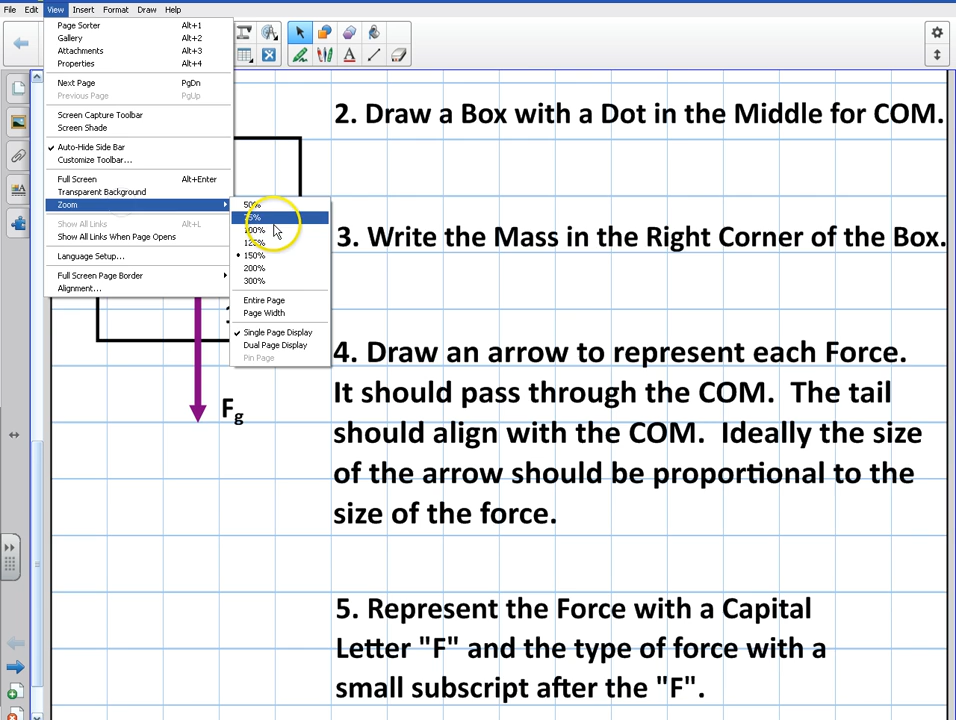 File Edit View Insert Format Draw Help
Page Sorter Alt+1
Gallery Alt+2
Attachments Alt+3
Properties Alt+4
Next Page PgDn
Previous Page PgUp
Screen Capture Toolbar
Screen Shade
Auto-Hide Side Bar
Customize Toolbar...
Full Screen Alt+Enter
Transparent Background
Zoom
Show All Links Alt+L
Show All Links When Page Opens
Language Setup...
Full Screen Page Border
Alignment...
50%
75%
100%
125%
150%
200%
300%
Entire Page
Page Width
Single Page Display
Dual Page Display
Pin Page
Fg
2. Draw a Box with a Dot in the Middle for COM.
3. Write the Mass in the Right Corner of the Box.
4. Draw an arrow to represent each Force.
It should pass through the COM. The tail
should align with the COM. Ideally the size
of the arrow should be proportional to the
size of the force.
5. Represent the Force with a Capital
Letter "F" and the type of force with a
small subscript after the "F".